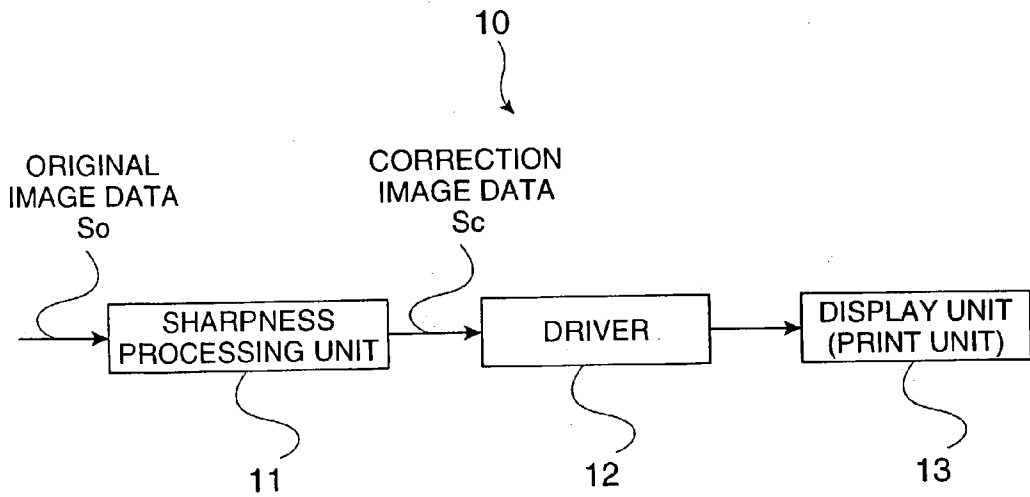 10
ORIGINAL
IMAGE DATA
So
CORRECTION
IMAGE DATA
Sc
SHARPNESS
PROCESSING UNIT
DRIVER
DISPLAY UNIT
(PRINT UNIT)
11
12
13